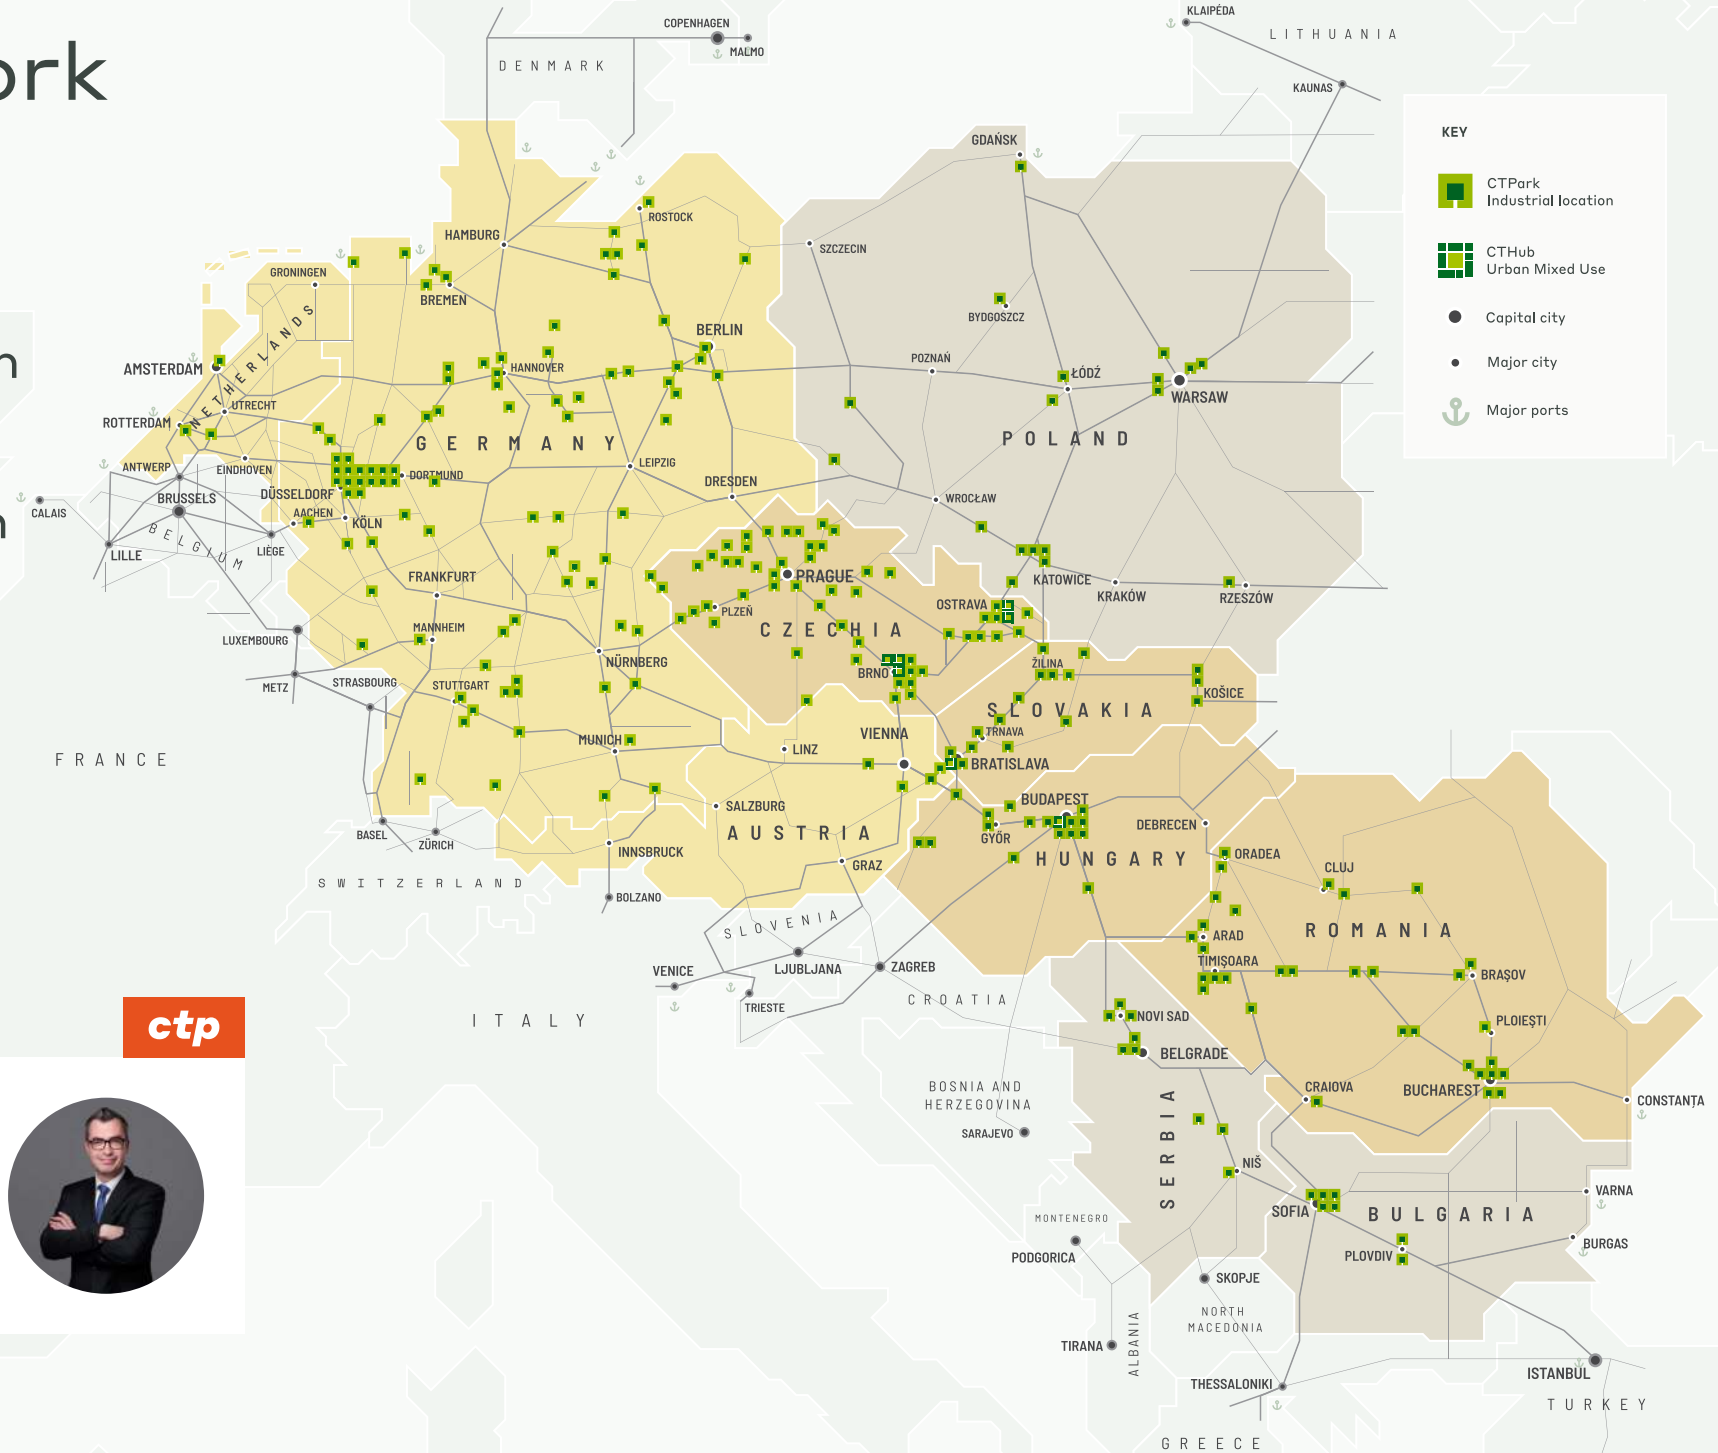 ork
n
n
KEY
CTPark
Industrial location
CTHub
Urban Mixed Use
Capital city
Major city
Major ports
COPENHAGEN
MALMO
DENMARK
KLAIPÉDA
LITHUANIA
KAUNAS
GDAŃSK
ROSTOCK
HAMBURG
SZCZECIN
GRONINGEN
BREMEN
BYDGOSZCZ
BERLIN
AMSTERDAM
NETHERLANDS
HANNOVER
POZNAŃ
ŁÓDŹ
WARSAW
UTRECHT
ROTTERDAM
GERMANY
POLAND
ANTWERP
EINDHOVEN
DORTMUND
LEIPZIG
DRESDEN
DÜSSELDORF
BRUSSELS
WROCŁAW
CALAIS
AACHEN
KÖLN
BELGIUM
LILLE
LIÈGE
FRANKFURT
PRAGUE
KATOWICE
KRAKÓW
RZESZÓW
OSTRAVA
PLZEŇ
CZECHIA
LUXEMBOURG
MANNHEIM
NÜRNBERG
ŽILINA
BRNO
METZ
STRASBOURG
STUTTGART
KOŠICE
SLOVAKIA
MUNICH
VIENNA
TRNAVA
LINZ
FRANCE
BRATISLAVA
SALZBURG
BUDAPEST
AUSTRIA
DEBRECEN
BASEL
ZÜRICH
GYŐR
INNSBRUCK
HUNGARY
ORADEA
GRAZ
CLUJ
SWITZERLAND
BOLZANO
SLOVENIA
ROMANIA
ARAD
TIMIŞOARA
VENICE
LJUBLJANA
ZAGREB
BRAŞOV
CROATIA
TRIESTE
NOVI SAD
PLOIEŞTI
ITALY
ctp
BELGRADE
BOSNIA AND
HERZEGOVINA
CRAIOVA
BUCHAREST
CONSTANȚA
SARAJEVO
SERBIA
NIŠ
VARNA
SOFIA
BULGARIA
MONTENEGRO
PODGORICA
PLOVDIV
BURGAS
SKOPJE
NORTH
MACEDONIA
ALBANIA
TIRANA
ISTANBUL
THESSALONIKI
TURKEY
GREECE